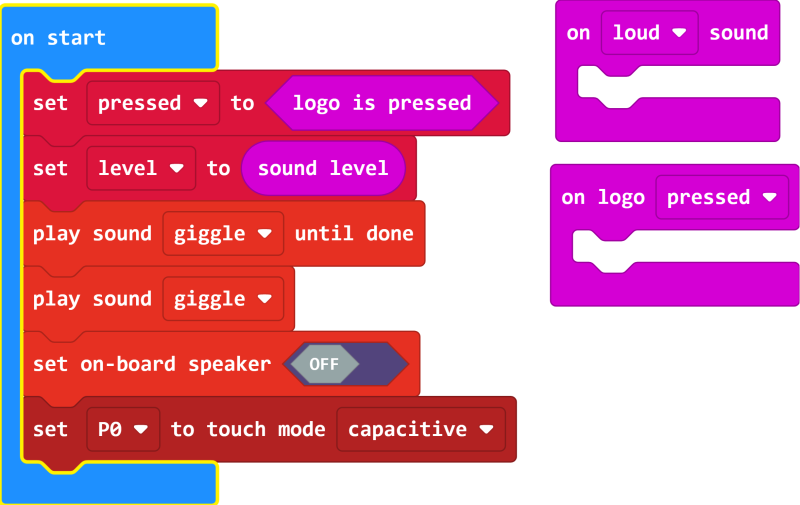 on start
set pressed to logo is pressed
set level to sound level
play sound giggle until done
play sound giggle
set on-board speaker OFF
set P0 to touch mode capacitive
on loud sound
on logo pressed